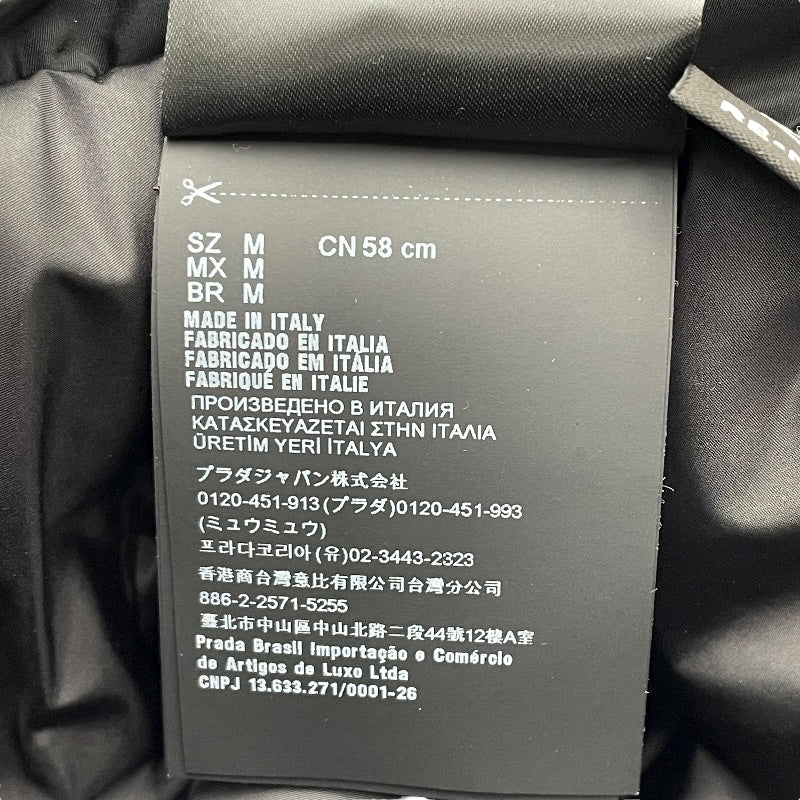 RE-N
SZ M CN 58 cm
MX M
BR M
MADE IN ITALY
FABRICADO EN ITALIA
FABRICADO EM ITÁLIA
FABRIQUÉ EN ITALIE
ПРОИЗВЕДЕНО В ИТАЛИЯ
ΚΑΤΑΣΚΕΥΑΖΕΤΑΙ ΣΤΗΝ ΙΤΑΛΙΑ
ÜRETİM YERİ İTALYA
プラダジャパン株式会社
0120-451-913(プラダ)0120-451-993
(ミュウミュウ)
프라다코리아(유)02-3443-2323
香港商台灣意比有限公司台灣分公司
886-2-2571-5255
臺北市中山區中山北路二段44號12樓A室
Prada Brasil Importação e Comércio
de Artigos de Luxo Ltda
CNPJ 13.633.271/0001-26